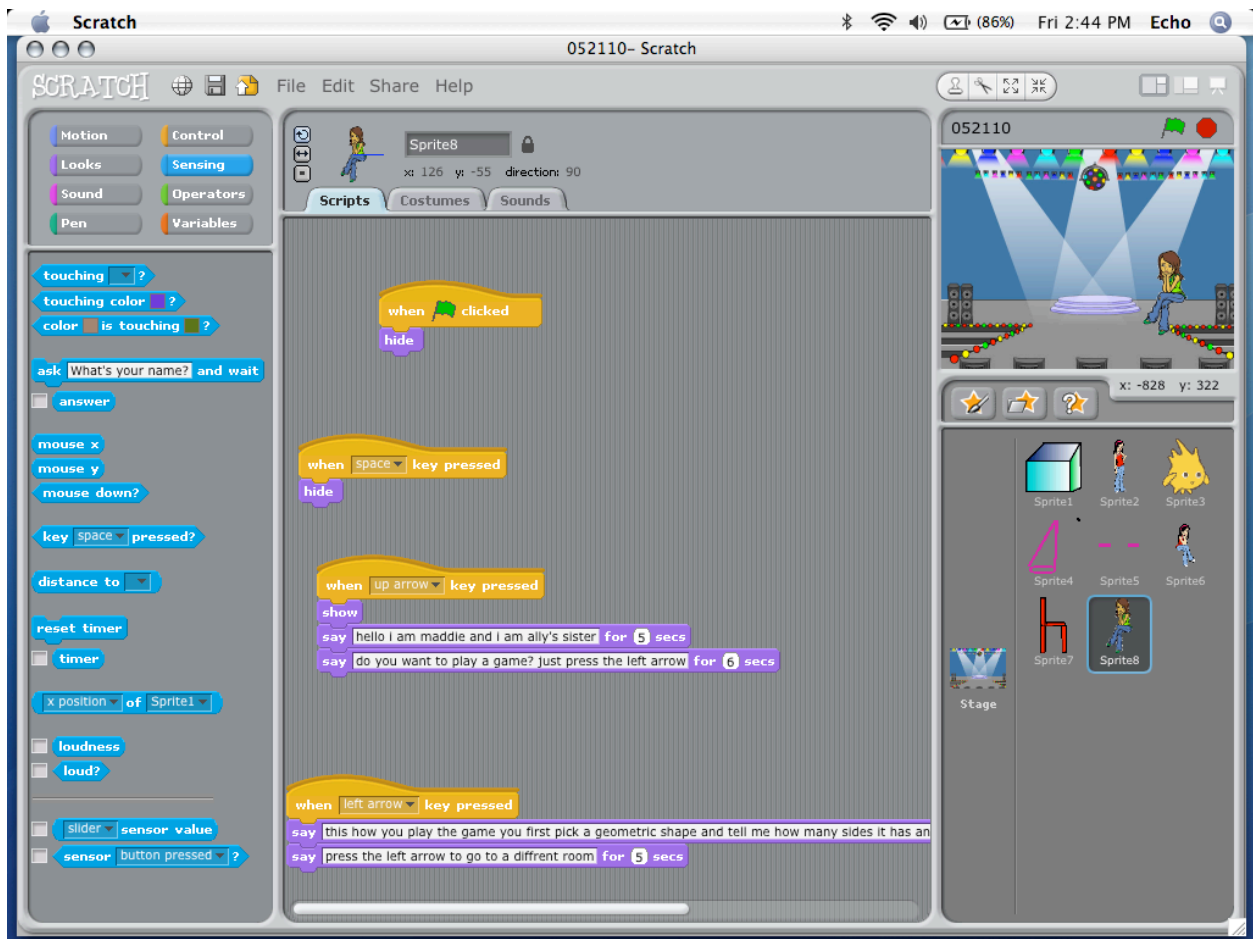 Scratch (86%) Fri 2:44 PM Echo
052110– Scratch
SCRATCH File Edit Share Help
Motion Control
Looks Sensing
Sound Operators
Pen Variables
touching ?
touching color ?
color is touching ?
ask What's your name? and wait
answer
mouse x
mouse y
mouse down?
key space pressed?
distance to
reset timer
timer
x position of Sprite1
loudness
loud?
slider sensor value
sensor button pressed ?
Sprite8
x: 126 y: -55 direction: 90
Scripts Costumes Sounds
when clicked
hide
when space key pressed
hide
when up arrow key pressed
show
say hello i am maddie and i am ally's sister for 5 secs
say do you want to play a game? just press the left arrow for 6 secs
when left arrow key pressed
say this how you play the game you first pick a geometric shape and tell me how many sides it has an
say press the left arrow to go to a diffrent room for 5 secs
052110
x: -828 y: 322
Sprite1 Sprite2 Sprite3
Sprite4 Sprite5 Sprite6
Sprite7 Sprite8
Stage